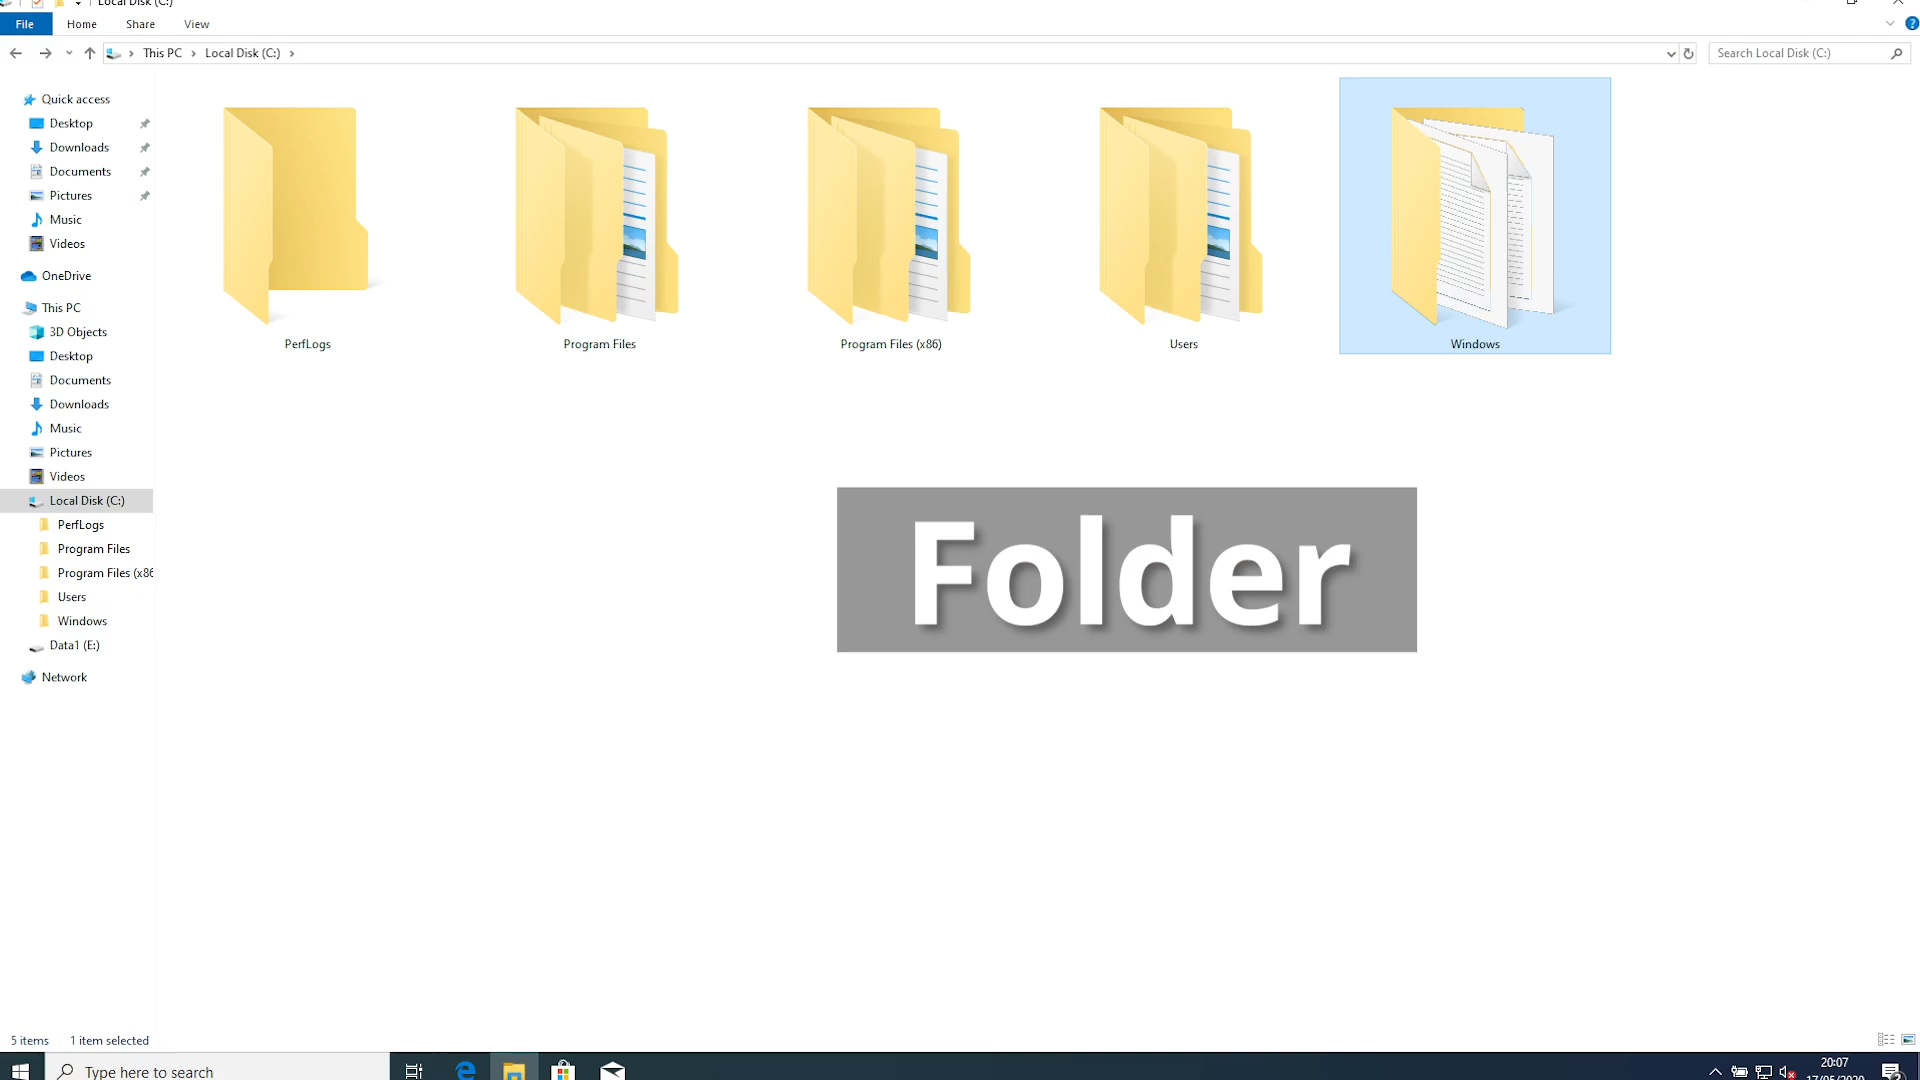 Local Disk (C:)
File Home Share View
This PC Local Disk (C:) Search Local Disk (C:)
Quick access
Desktop
Downloads
Documents
Pictures
Music
Videos
OneDrive
This PC
3D Objects
Desktop
Documents
Downloads
Music
Pictures
Videos
Local Disk (C:)
PerfLogs
Program Files
Program Files (x86
Users
Windows
Data1 (E:)
Network
PerfLogs Program Files Program Files (x86) Users Windows
Folder
5 items 1 item selected
Type here to search
20:07
17/05/2020